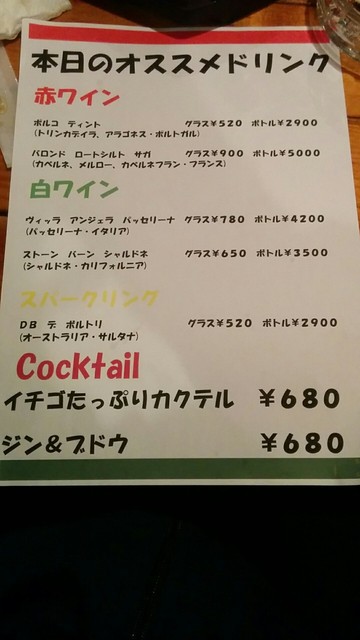 本日のオススメドリンク
赤ワイン
ポルコ ティント グラス¥520 ボトル¥2900
(トリンカデイラ、アラゴネス・ポルトガル)
バロンド ロートシルト サガ グラス¥900 ボトル¥5000
(カベルネ、メルロー、カベルネフラン・フランス)
白ワイン
ヴィッラ アンジェラ パッセリーナ グラス¥780 ボトル¥4200
(パッセリーナ・イタリア)
ストーン バーン シャルドネ グラス¥650 ボトル¥3500
(シャルドネ・カリフォルニア)
スパークリング
DB デ ボルトリ グラス¥520 ボトル¥2900
(オーストラリア・サルタナ)
Cocktail
イチゴたっぷりカクテル ¥680
ジン&ブドウ ¥680